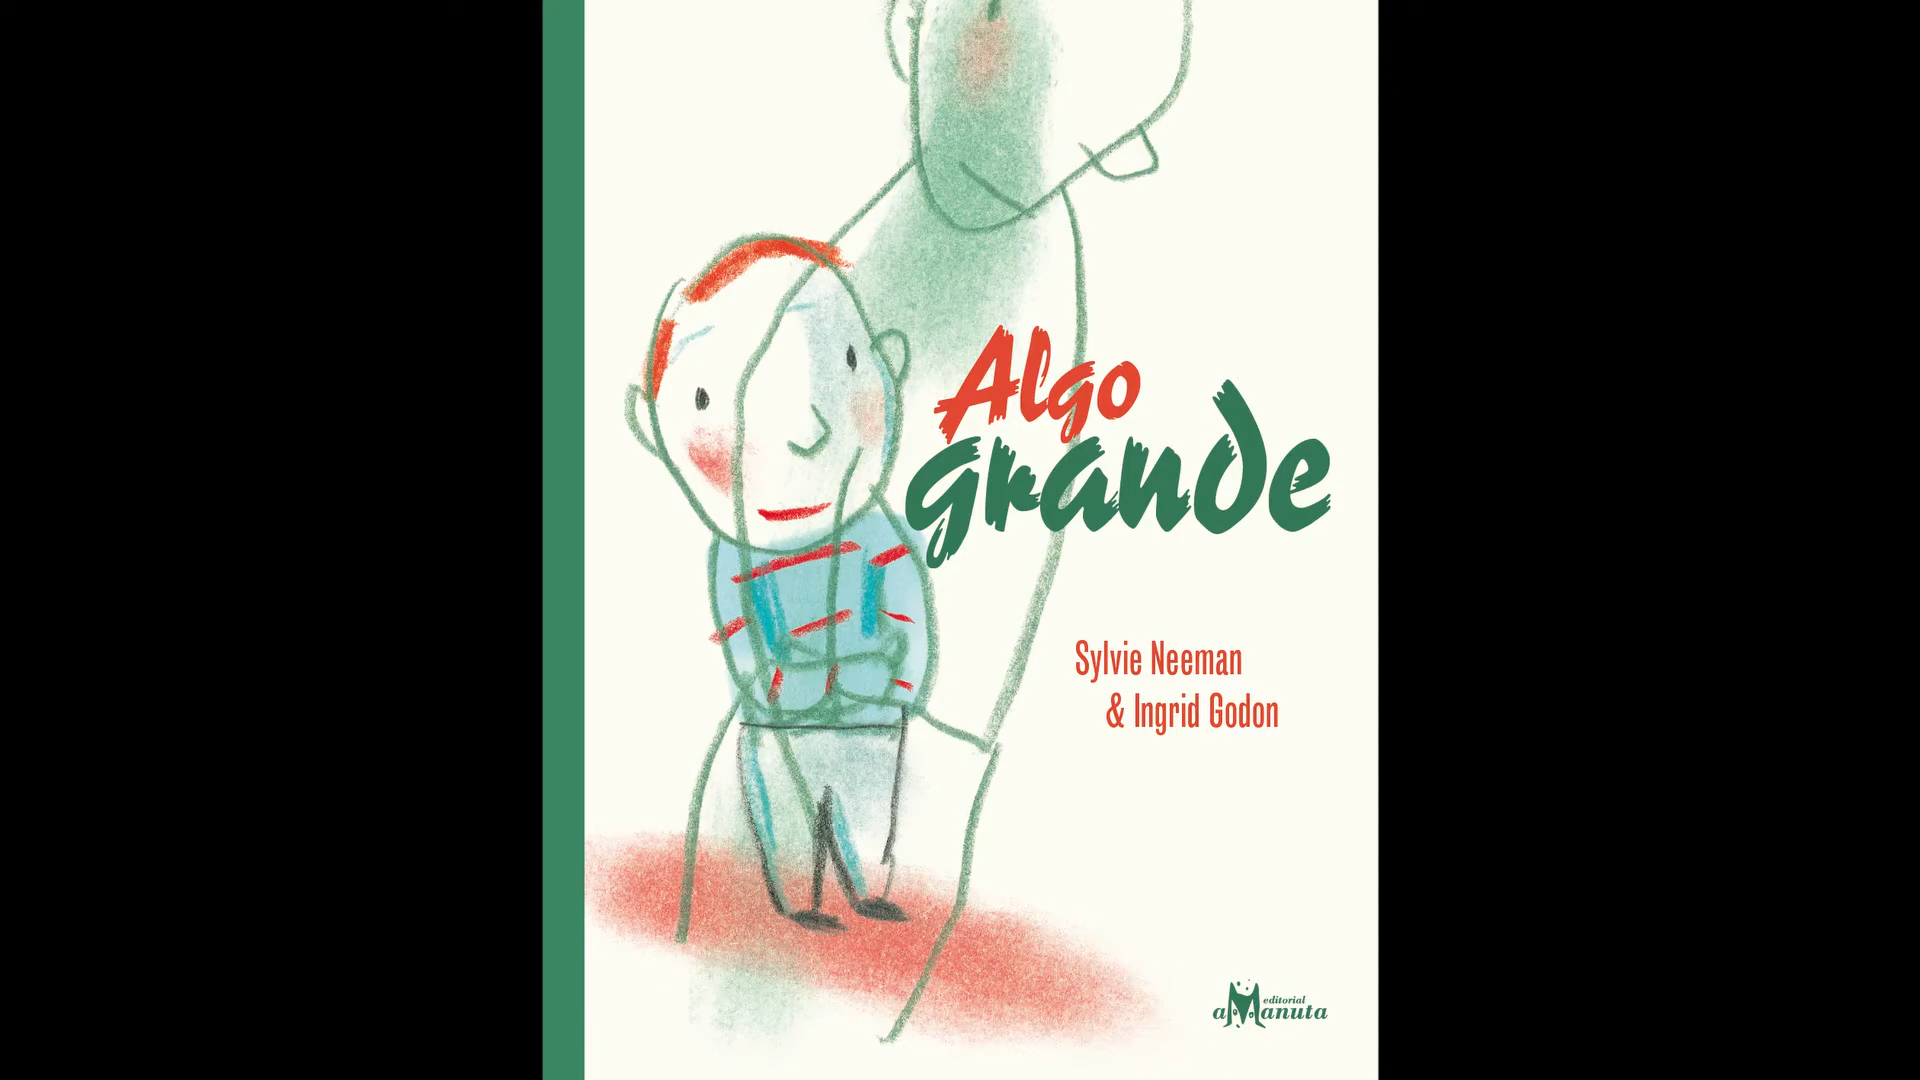 Algo
grande
Sylvie Neeman
& Ingrid Godon
editorial
aManuta